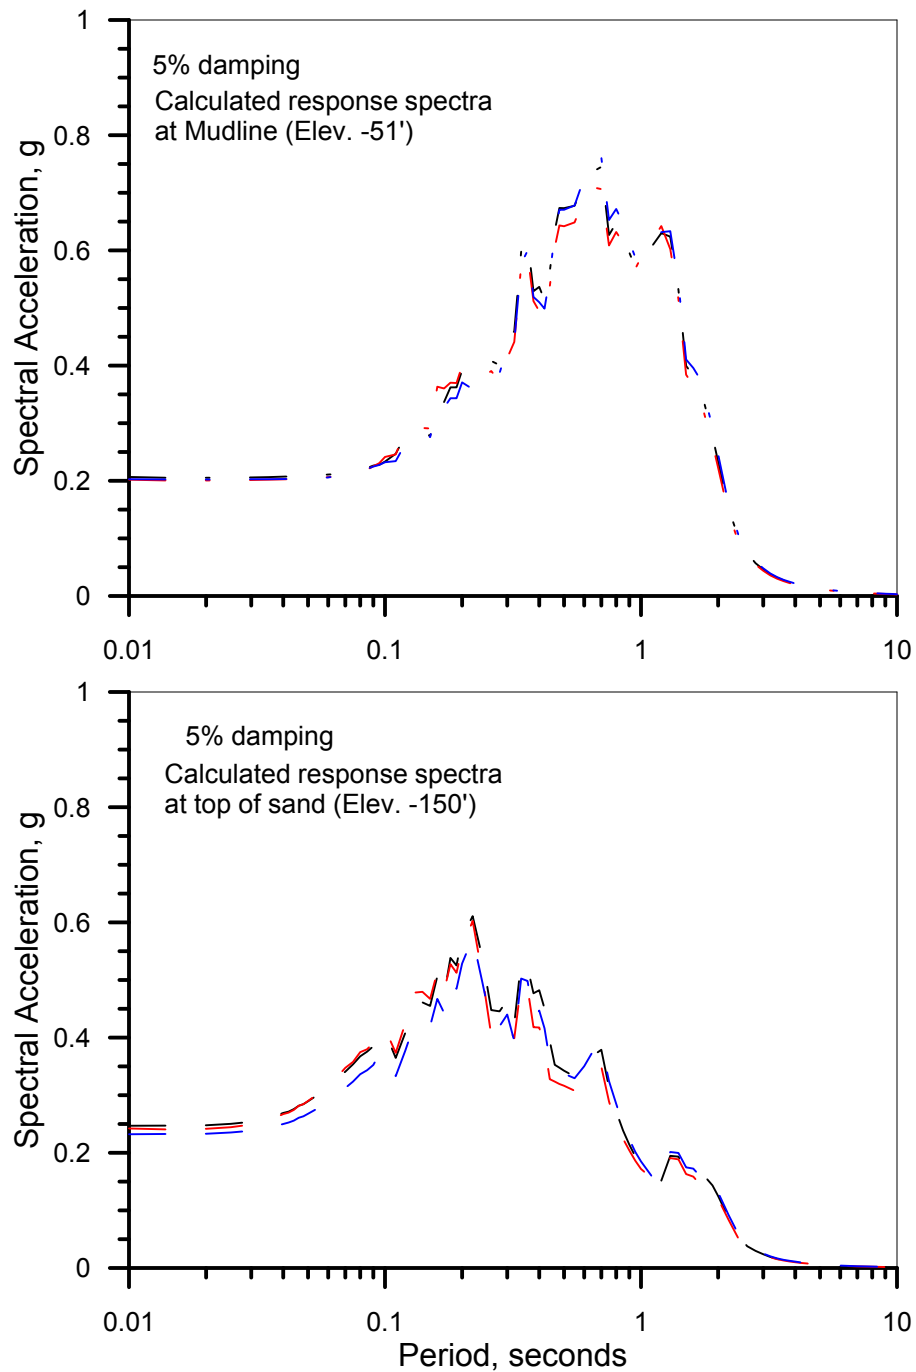 1
5% damping
Calculated response spectra
at Mudline (Elev. -51')
0.8
0.6
0.4
0.2
0
Spectral Acceleration, g
0.01 0.1 1 10
1
5% damping
Calculated response spectra
at top of sand (Elev. -150')
0.8
0.6
0.4
0.2
0
Spectral Acceleration, g
0.01 0.1 1 10
Period, seconds